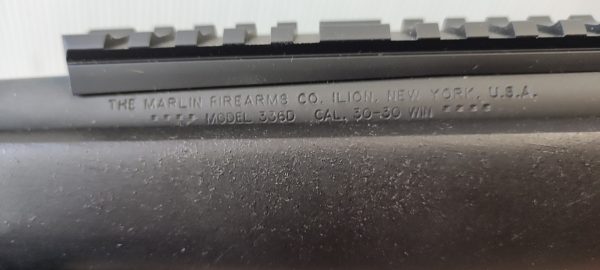 THE MARLIN FIREARMS CO. ILION, NEW YORK, U.S.A.
**** MODEL 336D CAL. 30-30 WIN ****